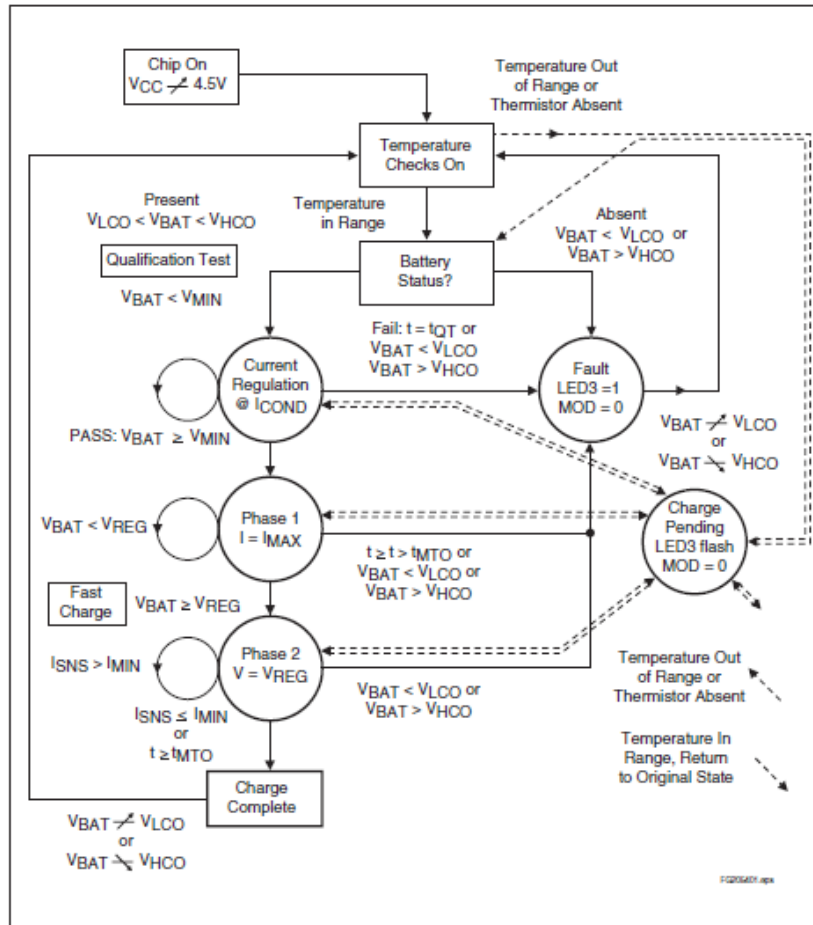 Chip On
VCC ↗ 4.5V
Temperature Out
of Range or
Thermistor Absent
Temperature
Checks On
Present
VLCO < VBAT < VHCO
Temperature
in Range
Absent
VBAT < VLCO or
VBAT > VHCO
Qualification Test
Battery
Status?
VBAT < VMIN
Fail: t = tQT or
VBAT < VLCO
VBAT > VHCO
Current
Regulation
@ ICOND
Fault
LED3 =1
MOD = 0
PASS: VBAT ≥ VMIN
VBAT ↗ VLCO
or
VBAT ↘ VHCO
VBAT < VREG
Phase 1
I = IMAX
Charge
Pending
LED3 flash
MOD = 0
t ≥ t > tMTO or
VBAT < VLCO or
VBAT > VHCO
Fast
Charge
VBAT ≥ VREG
ISNS > IMIN
Phase 2
V = VREG
VBAT < VLCO or
VBAT > VHCO
ISNS ≤ IMIN
or
t ≥ tMTO
Temperature Out
of Range or
Thermistor Absent
Charge
Complete
Temperature In
Range, Return
to Original State
VBAT ↗ VLCO
or
VBAT ↘ VHCO